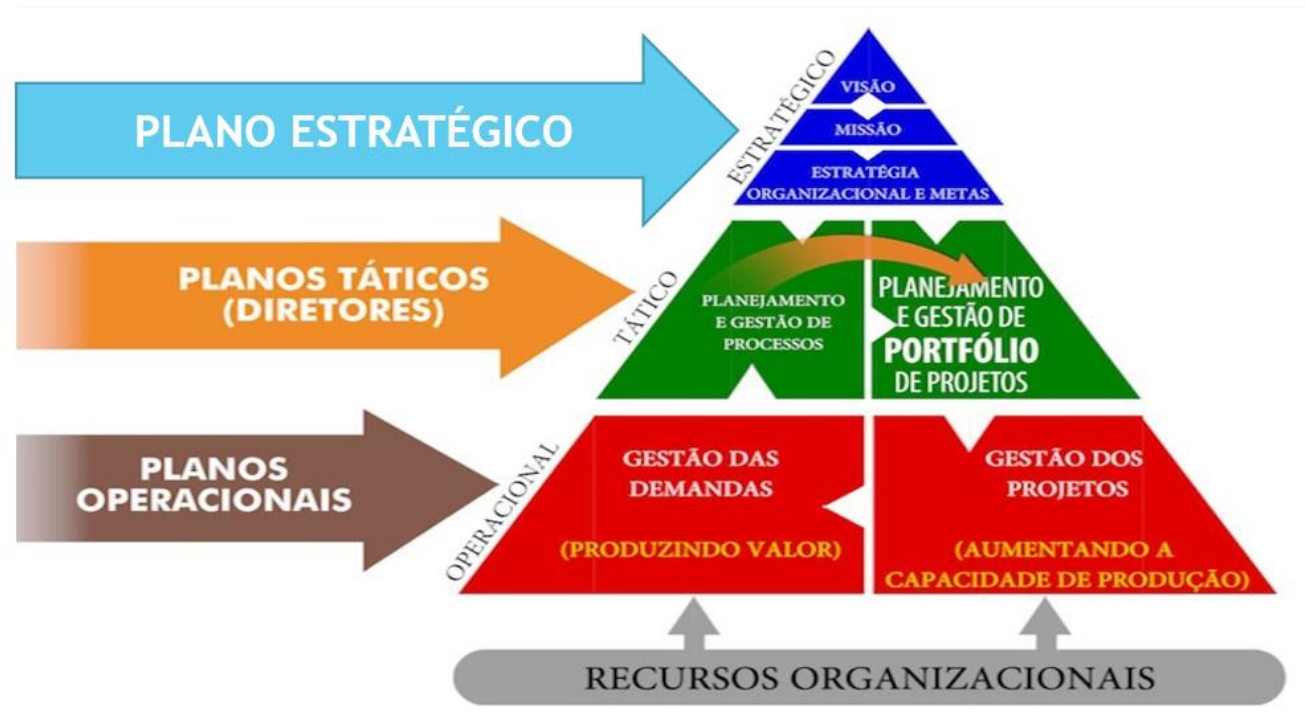 PLANO ESTRATÉGICO
ESTRATÉGICO
VISÃO
MISSÃO
ESTRATÉGIA
ORGANIZACIONAL E METAS
PLANOS TÁTICOS
(DIRETORES)
TÁTICO
PLANEJAMENTO
E GESTÃO DE
PROCESSOS
PLANEJAMENTO
E GESTÃO DE
PORTFÓLIO
DE PROJETOS
PLANOS
OPERACIONAIS
OPERACIONAL
GESTÃO DAS
DEMANDAS
(PRODUZINDO VALOR)
GESTÃO DOS
PROJETOS
(AUMENTANDO A
CAPACIDADE DE PRODUÇÃO)
RECURSOS ORGANIZACIONAIS